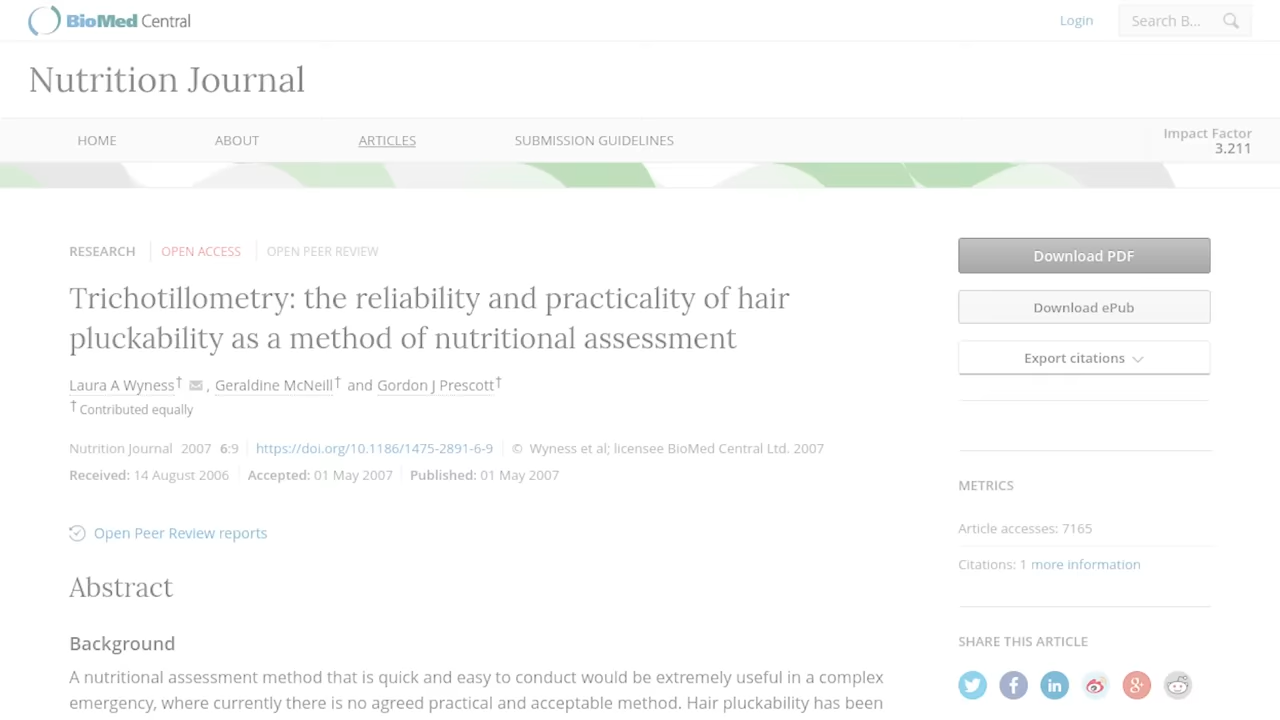 BioMed Central
Login
Search B...
Nutrition Journal
HOME ABOUT ARTICLES SUBMISSION GUIDELINES
Impact Factor
3.211
RESEARCH OPEN ACCESS OPEN PEER REVIEW
Trichotillometry: the reliability and practicality of hair
pluckability as a method of nutritional assessment
Laura A Wyness†, Geraldine McNeill† and Gordon J Prescott†
† Contributed equally
Nutrition Journal 2007 6:9 https://doi.org/10.1186/1475-2891-6-9 © Wyness et al; licensee BioMed Central Ltd. 2007
Received: 14 August 2006 Accepted: 01 May 2007 Published: 01 May 2007
Open Peer Review reports
Abstract
Background
A nutritional assessment method that is quick and easy to conduct would be extremely useful in a complex
emergency, where currently there is no agreed practical and acceptable method. Hair pluckability has been
Download PDF
Download ePub
Export citations
METRICS
Article accesses: 7165
Citations: 1 more information
SHARE THIS ARTICLE